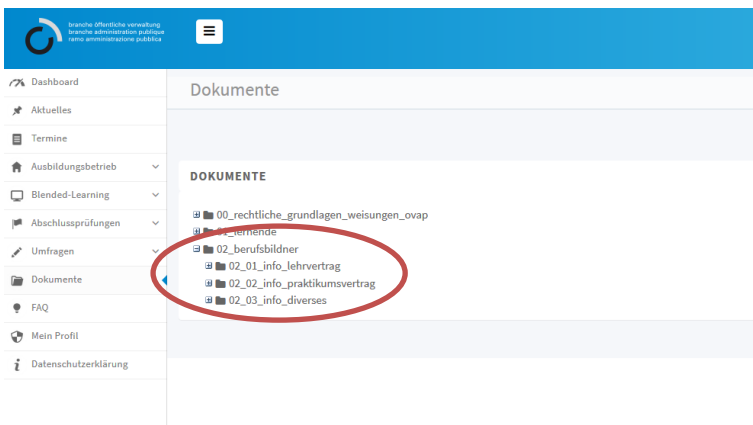 branche öffentliche verwaltung
branche administration publique
ramo amministrazione pubblica
Dashboard
Aktuelles
Termine
Ausbildungsbetrieb
Blended-Learning
Abschlussprüfungen
Umfragen
Dokumente
FAQ
Mein Profil
Datenschutzerklärung
Dokumente
DOKUMENTE
00_rechtliche_grundlagen_weisungen_ovap
01_lernende
02_berufsbildner
02_01_info_lehrvertrag
02_02_info_praktikumsvertrag
02_03_info_diverses